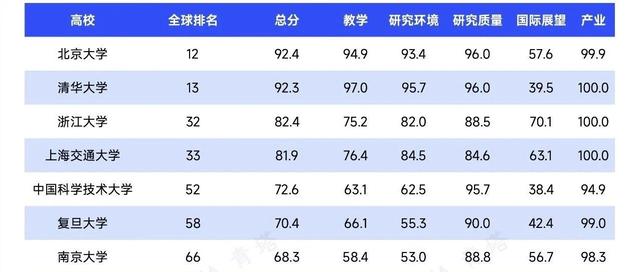 高校 全球排名 总分 教学 研究环境 研究质量 国际展望 产业
北京大学 12 92.4 94.9 93.4 96.0 57.6 99.9
清华大学 13 92.3 97.0 95.7 96.0 39.5 100.0
浙江大学 32 82.4 75.2 82.0 88.5 70.1 100.0
上海交通大学 33 81.9 76.4 84.5 84.6 63.1 100.0
中国科学技术大学 52 72.6 63.1 62.5 95.7 38.4 94.9
复旦大学 58 70.4 66.1 55.3 90.0 42.4 99.0
南京大学 66 68.3 58.4 53.0 88.8 56.7 98.3